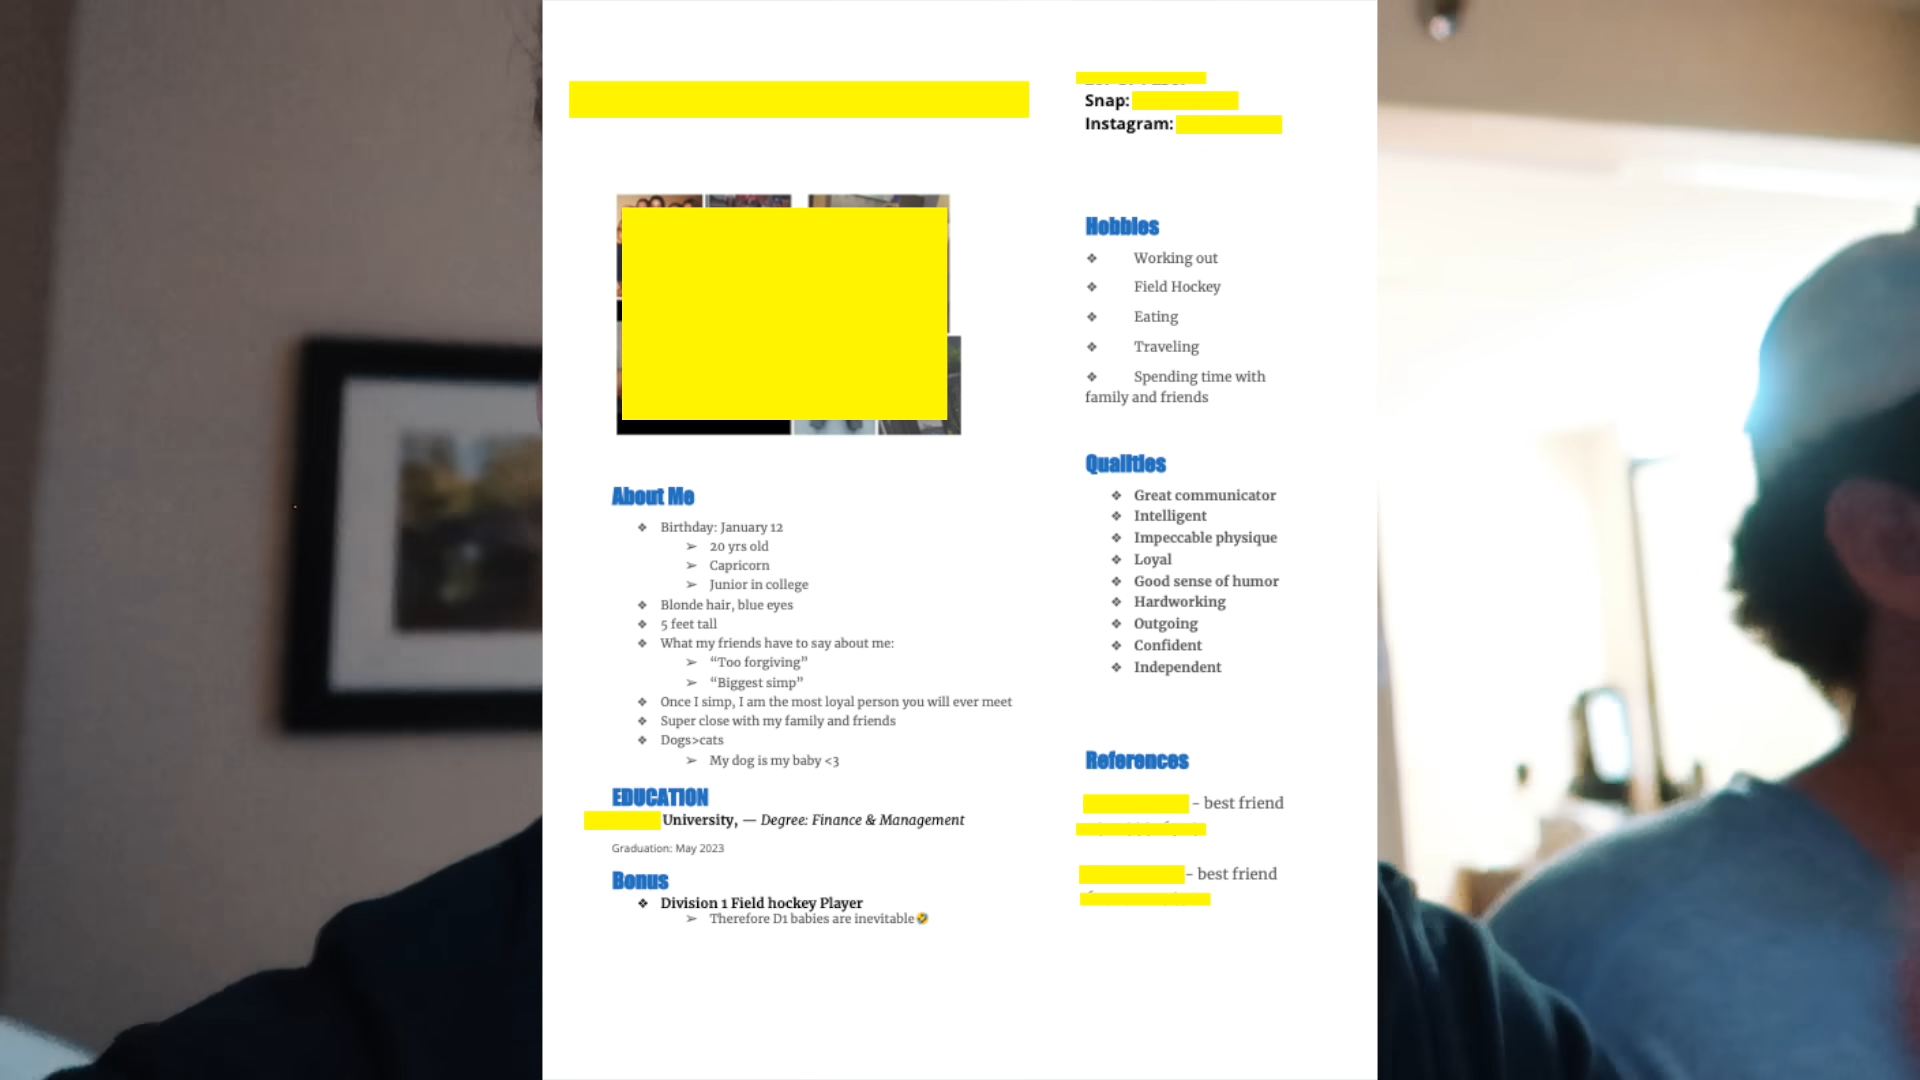 Snap:
Instagram:
Hobbies
❖ Working out
❖ Field Hockey
❖ Eating
❖ Traveling
❖ Spending time with
family and friends
Qualities
❖ Great communicator
❖ Intelligent
❖ Impeccable physique
❖ Loyal
❖ Good sense of humor
❖ Hardworking
❖ Outgoing
❖ Confident
❖ Independent
References
- best friend
- best friend
About Me
❖ Birthday: January 12
➢ 20 yrs old
➢ Capricorn
➢ Junior in college
❖ Blonde hair, blue eyes
❖ 5 feet tall
❖ What my friends have to say about me:
➢ “Too forgiving”
➢ “Biggest simp”
❖ Once I simp, I am the most loyal person you will ever meet
❖ Super close with my family and friends
❖ Dogs>cats
➢ My dog is my baby <3
EDUCATION
University, — Degree: Finance & Management
Graduation: May 2023
Bonus
❖ Division 1 Field hockey Player
➢ Therefore D1 babies are inevitable🤣